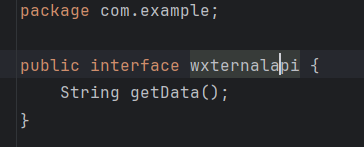 package com.example;
public interface wxternalapi {
String getData();
}